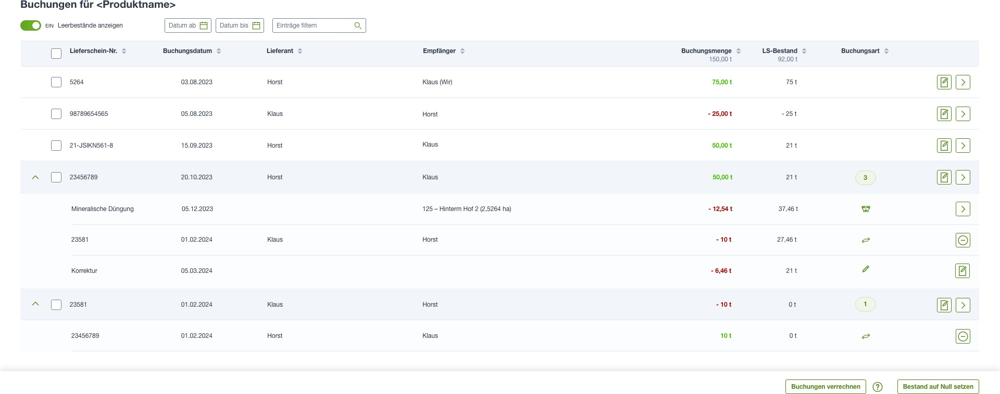 Buchungen für <Produktname>
EIN Leerbestände anzeigen Datum ab Datum bis Einträge filtern
Lieferschein-Nr. Buchungsdatum Lieferant Empfänger Buchungsmenge LS-Bestand Buchungsart
150,00 t 92,00 t
5264 03.08.2023 Horst Klaus (Wir) 75,00 t 75 t
98789654565 05.08.2023 Klaus Horst - 25,00 t - 25 t
21-JSIKN561-8 15.09.2023 Horst Klaus 50,00 t 21 t
23456789 20.10.2023 Horst Klaus 50,00 t 21 t 3
Mineralische Düngung 05.12.2023 125 – Hinterm Hof 2 (2,5264 ha) - 12,54 t 37,46 t
23581 01.02.2024 Klaus Horst - 10 t 27,46 t
Korrektur 05.03.2024 - 6,46 t 21 t
23581 01.02.2024 Klaus Horst - 10 t 0 t 1
23456789 01.02.2024 Horst Klaus 10 t 0 t
Buchungen verrechnen ? Bestand auf Null setzen